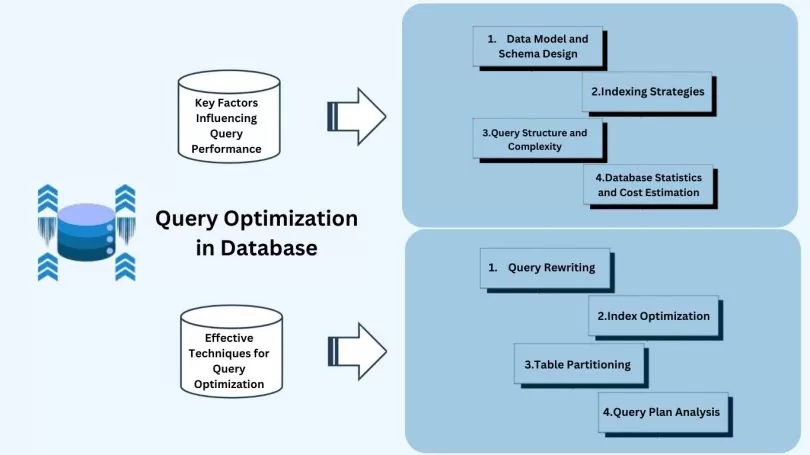 Key Factors
Influencing
Query
Performance
1. Data Model and
Schema Design
2.Indexing Strategies
3.Query Structure and
Complexity
4.Database Statistics
and Cost Estimation
Query Optimization
in Database
Effective
Techniques for
Query
Optimization
1. Query Rewriting
2.Index Optimization
3.Table Partitioning
4.Query Plan Analysis